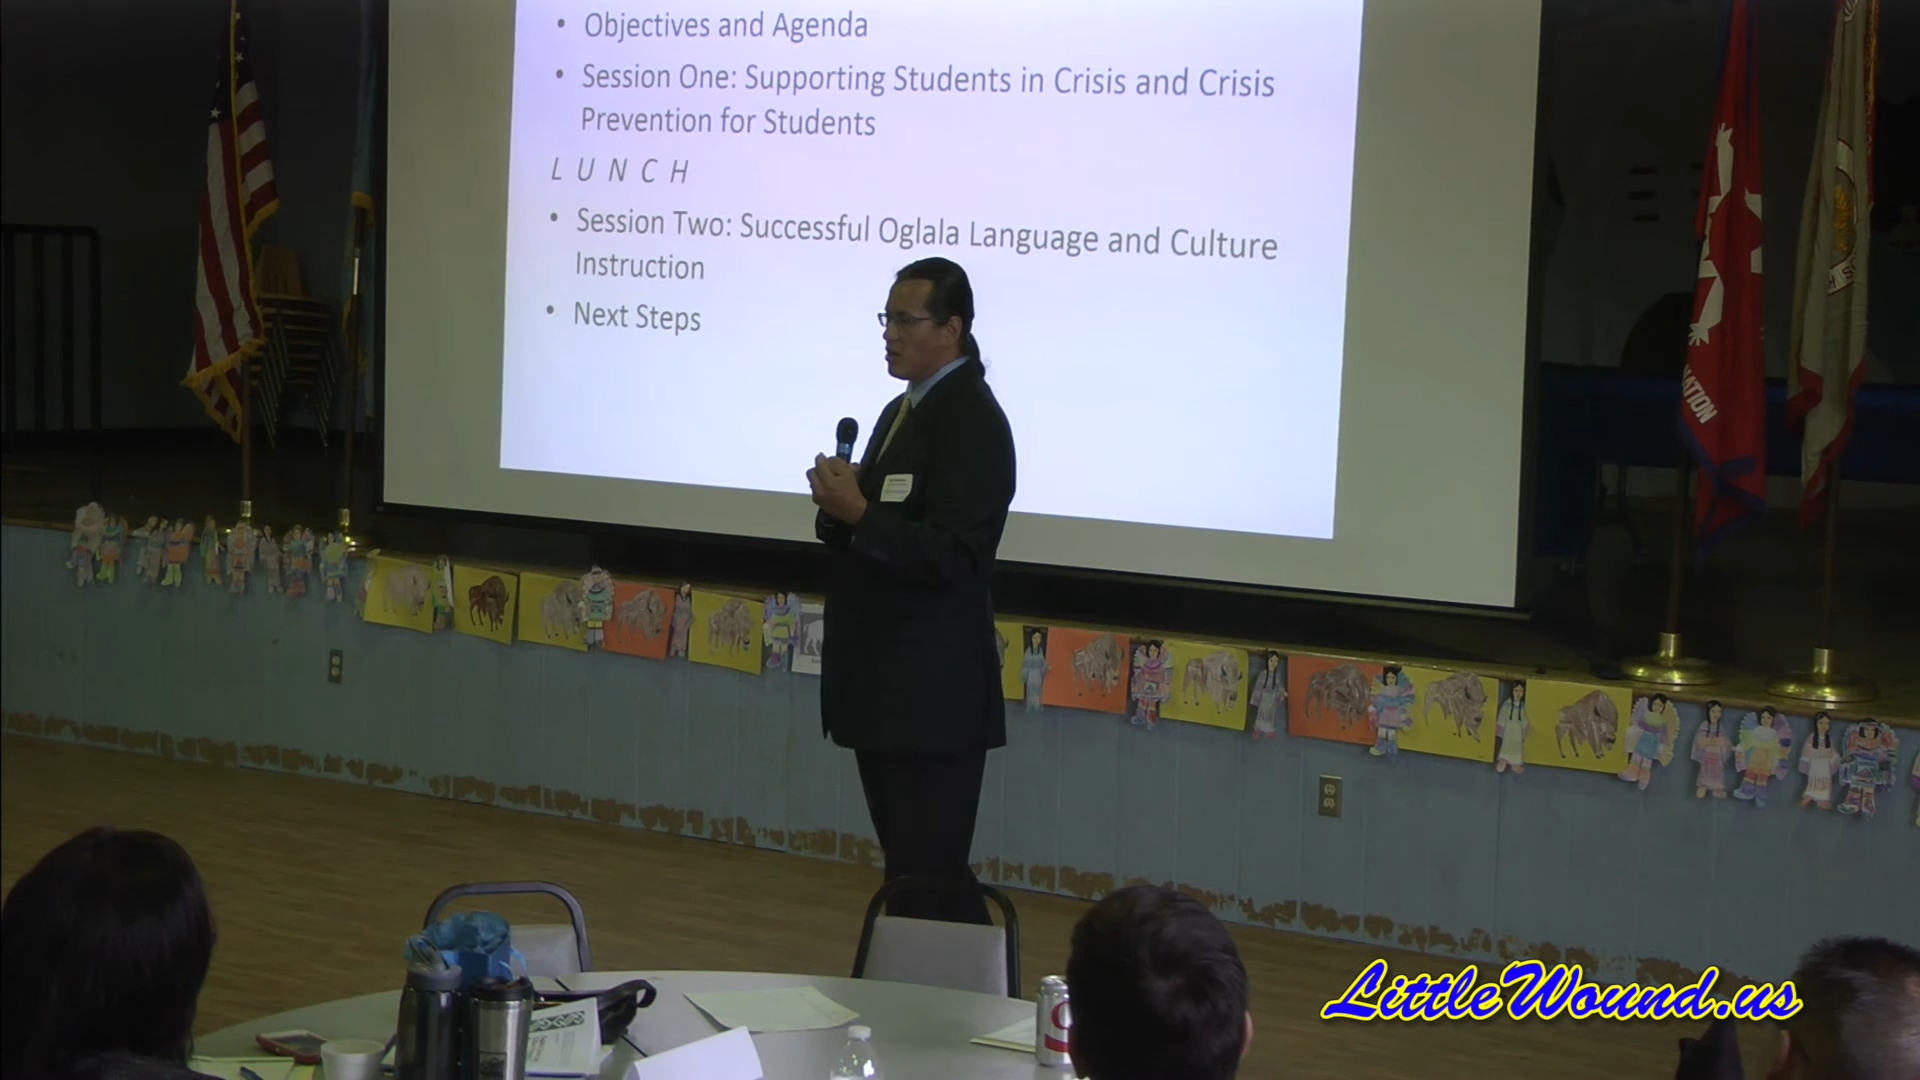 • Objectives and Agenda
• Session One: Supporting Students in Crisis and Crisis
Prevention for Students
L U N C H
• Session Two: Successful Oglala Language and Culture
Instruction
• Next Steps
NATION
LittleWound.us